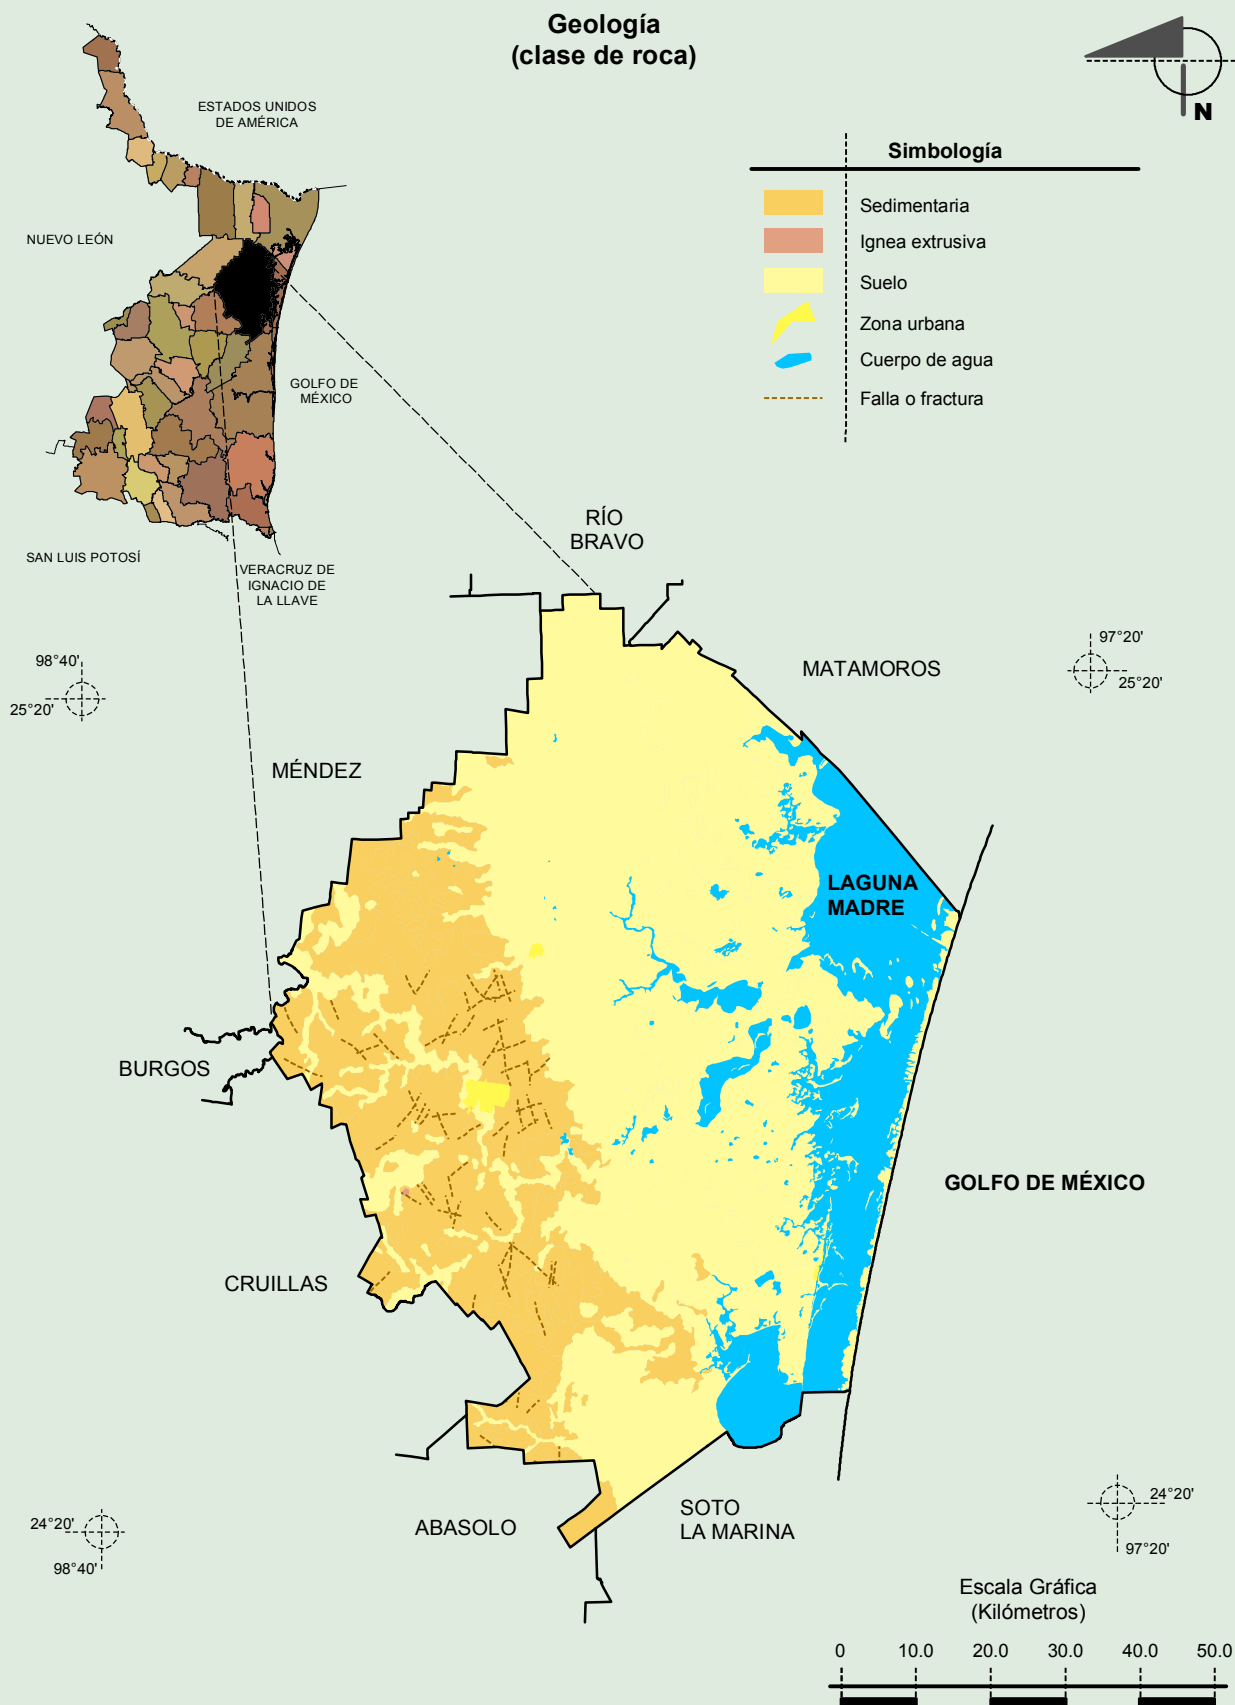 Geología
(clase de roca)
N
ESTADOS UNIDOS
DE AMÉRICA
NUEVO LEÓN
GOLFO DE
MÉXICO
SAN LUIS POTOSÍ
VERACRUZ DE
IGNACIO DE
LA LLAVE
Simbología
Sedimentaria
Ignea extrusiva
Suelo
Zona urbana
Cuerpo de agua
Falla o fractura
RÍO
BRAVO
98°40'
25°20'
97°20'
25°20'
MATAMOROS
MÉNDEZ
LAGUNA
MADRE
BURGOS
GOLFO DE MÉXICO
CRUILLAS
ABASOLO
SOTO
LA MARINA
24°20'
98°40'
24°20'
97°20'
Escala Gráfica
(Kilómetros)
0 10.0 20.0 30.0 40.0 50.0